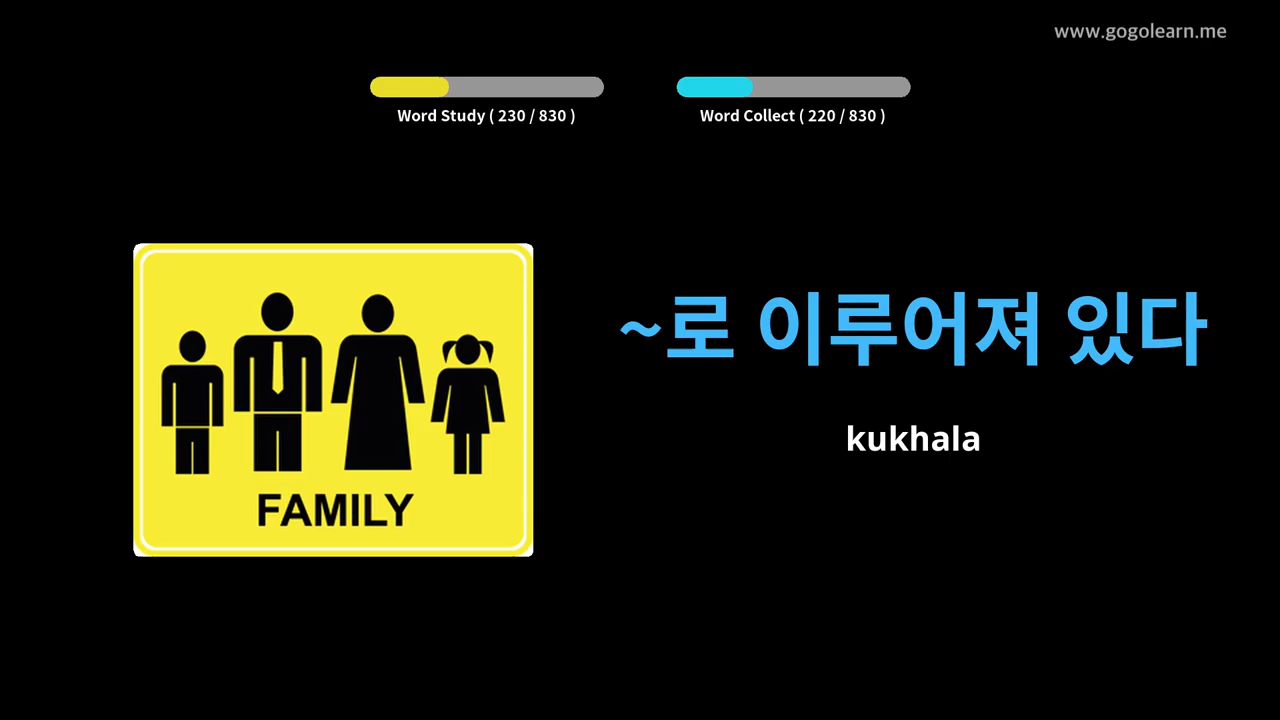 www.gogolearn.me
Word Study ( 230 / 830 )
Word Collect ( 220 / 830 )
~로 이루어져 있다
kukhala
FAMILY